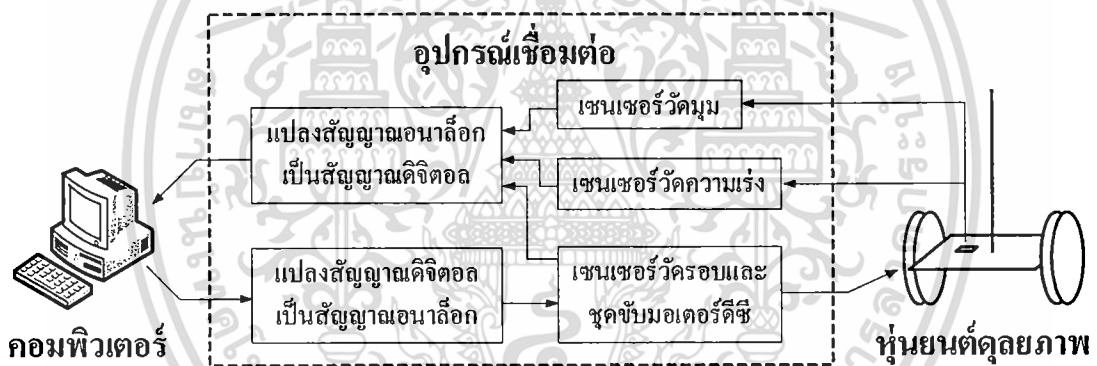 อุปกรณ์เชื่อมต่อ
เซนเซอร์วัดมุม
แปลงสัญญาณอนาล็อก
เป็นสัญญาณดิจิตอล
เซนเซอร์วัดความเร่ง
แปลงสัญญาณดิจิตอล
เป็นสัญญาณอนาล็อก
เซนเซอร์วัดรอบและ
ชุดขับมอเตอร์ดีซี
คอมพิวเตอร์
หุ่นยนต์ดุลยภาพ